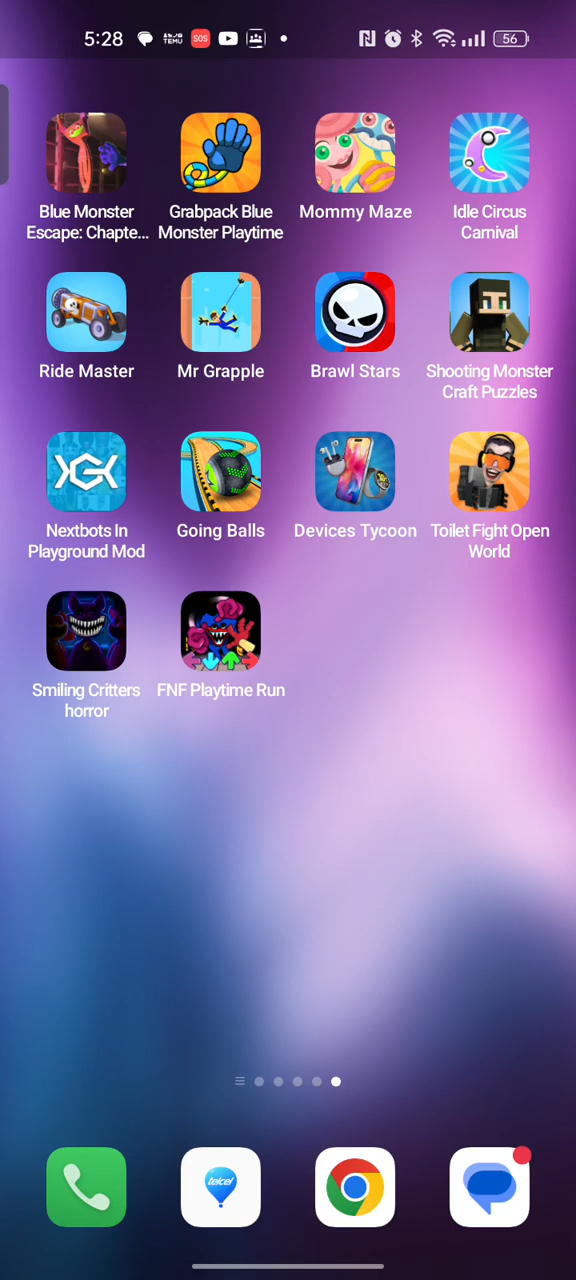 5:28
TEMU
SOS
56
Blue Monster
Escape: Chapte...
Grabpack Blue
Monster Playtime
Mommy Maze
Idle Circus
Carnival
Ride Master
Mr Grapple
Brawl Stars
Shooting Monster
Craft Puzzles
Nextbots In
Playground Mod
Going Balls
Devices Tycoon
Toilet Fight Open
World
Smiling Critters
horror
FNF Playtime Run
telcel